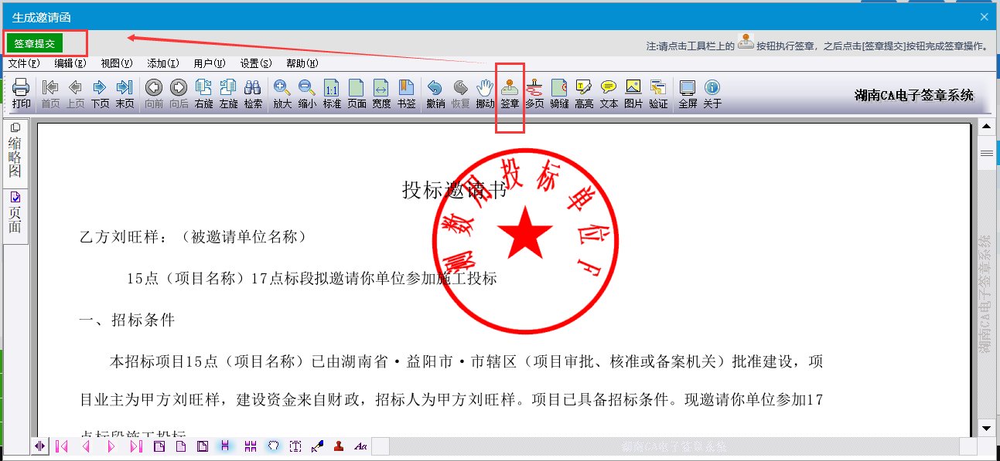 生成邀请函
签章提交
注:请点击工具栏上的 按钮执行签章，之后点击[签章提交]按钮完成签章操作。
文件(F) 编辑(E) 视图(V) 添加(I) 用户(U) 设置(S) 帮助(H)
打印 首页 上页 下页 末页 向前 向后 右旋 左旋 检索 放大 缩小 标准 页面 宽度 书签 撤销 恢复 挪动 签章 多页 骑缝 高亮 文本 图片 验证 全屏 关于
湖南CA电子签章系统
缩略图
页面
投标邀请书
测数用投标单位F
乙方刘旺样：（被邀请单位名称）
15点（项目名称）17点标段拟邀请你单位参加施工投标
一、招标条件
本招标项目15点（项目名称）已由湖南省·益阳市·市辖区（项目审批、核准或备案机关）批准建设，项
目业主为甲方刘旺样，建设资金来自财政，招标人为甲方刘旺样。项目已具备招标条件。现邀请你单位参加17
点标段施工投标
湖南CA电子签章系统
湖南CA电子签章系统